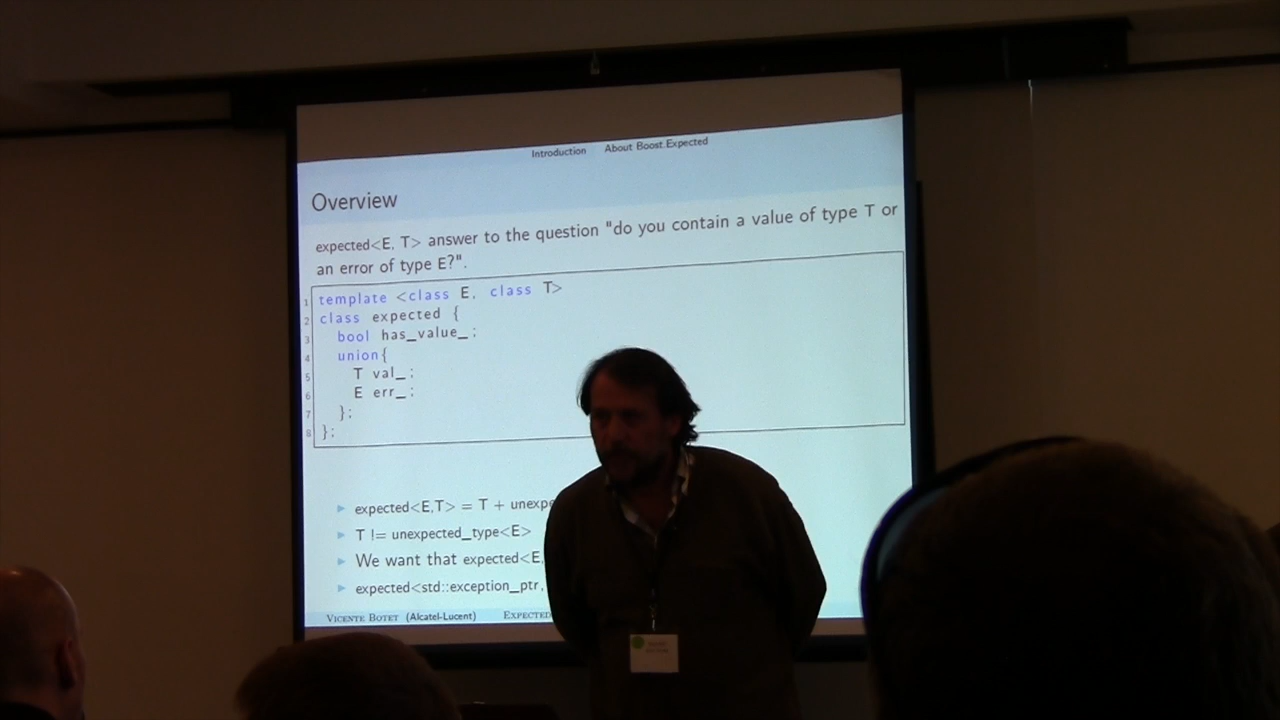 Introduction About Boost.Expected
Overview
expected<E, T> answer to the question "do you contain a value of type T or
an error of type E?".
1 template <class E, class T>
2 class expected {
3 bool has_value_;
4 union{
5 T val_;
6 E err_;
7 };
8 };
expected<E,T> = T + unexpe
T != unexpected_type<E>
We want that expected<E,
expected<std::exception_ptr,
VICENTE BOTET (Alcatel-Lucent) EXPECTED